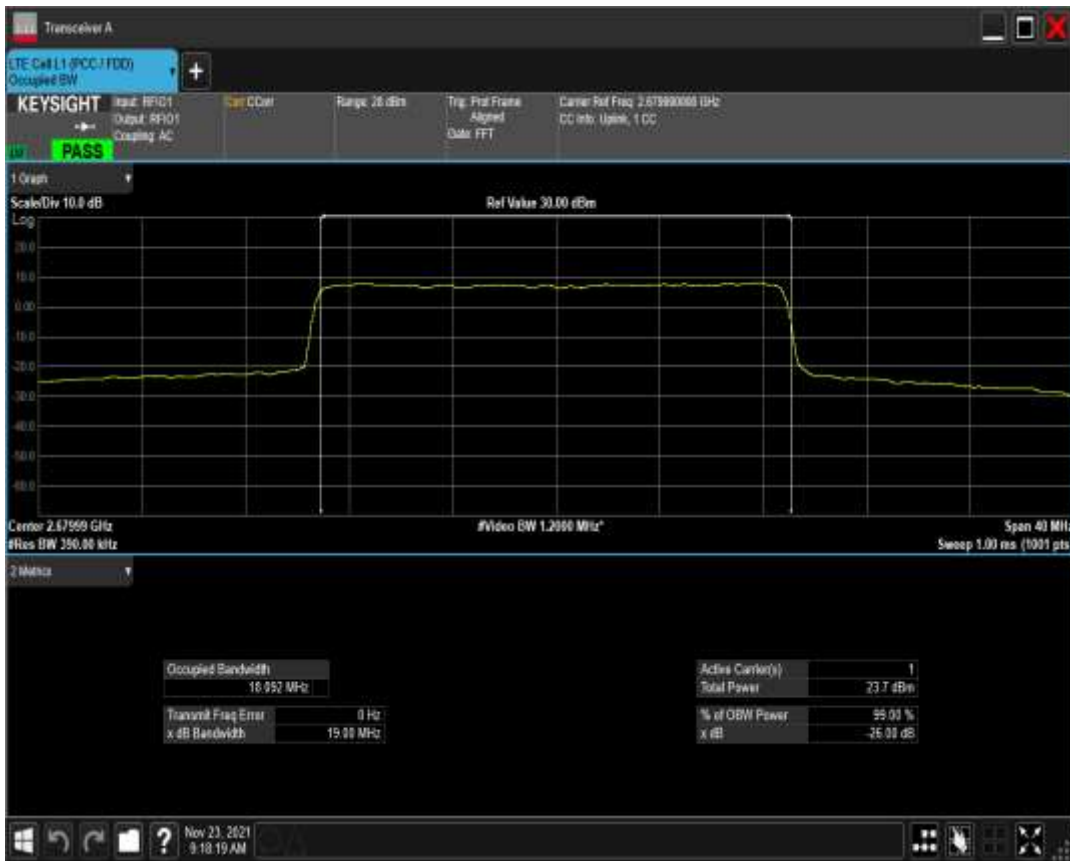 Transceiver A
LTE Cell L1 (PCC / FDD)
Occupied BW
+
KEYSIGHT
PASS
Input: RFIO1
Output: RFIO1
Coupling: AC
Corr CCorr
Range: 28 dBm
Trig: Prd Frame
Aligned
Gate: FFT
Carrier Ref Freq: 2.679990000 GHz
CC Info: Uplink, 1 CC
1 Graph
Scale/Div 10.0 dB
Ref Value 30.00 dBm
Log
20.0
10.0
0.00
-10.0
-20.0
-30.0
-40.0
-50.0
-60.0
Center 2.67999 GHz
#Video BW 1.2000 MHz*
Span 40 MHz
#Res BW 390.00 kHz
Sweep 1.00 ms (1001 pts
2 Metrics
Occupied Bandwidth
18.052 MHz
Transmit Freq Error 0 Hz
x dB Bandwidth 19.00 MHz
Active Carrier(s) 1
Total Power 23.7 dBm
% of OBW Power 99.00 %
x dB -26.00 dB
?
Nov 23, 2021
9:18:19 AM